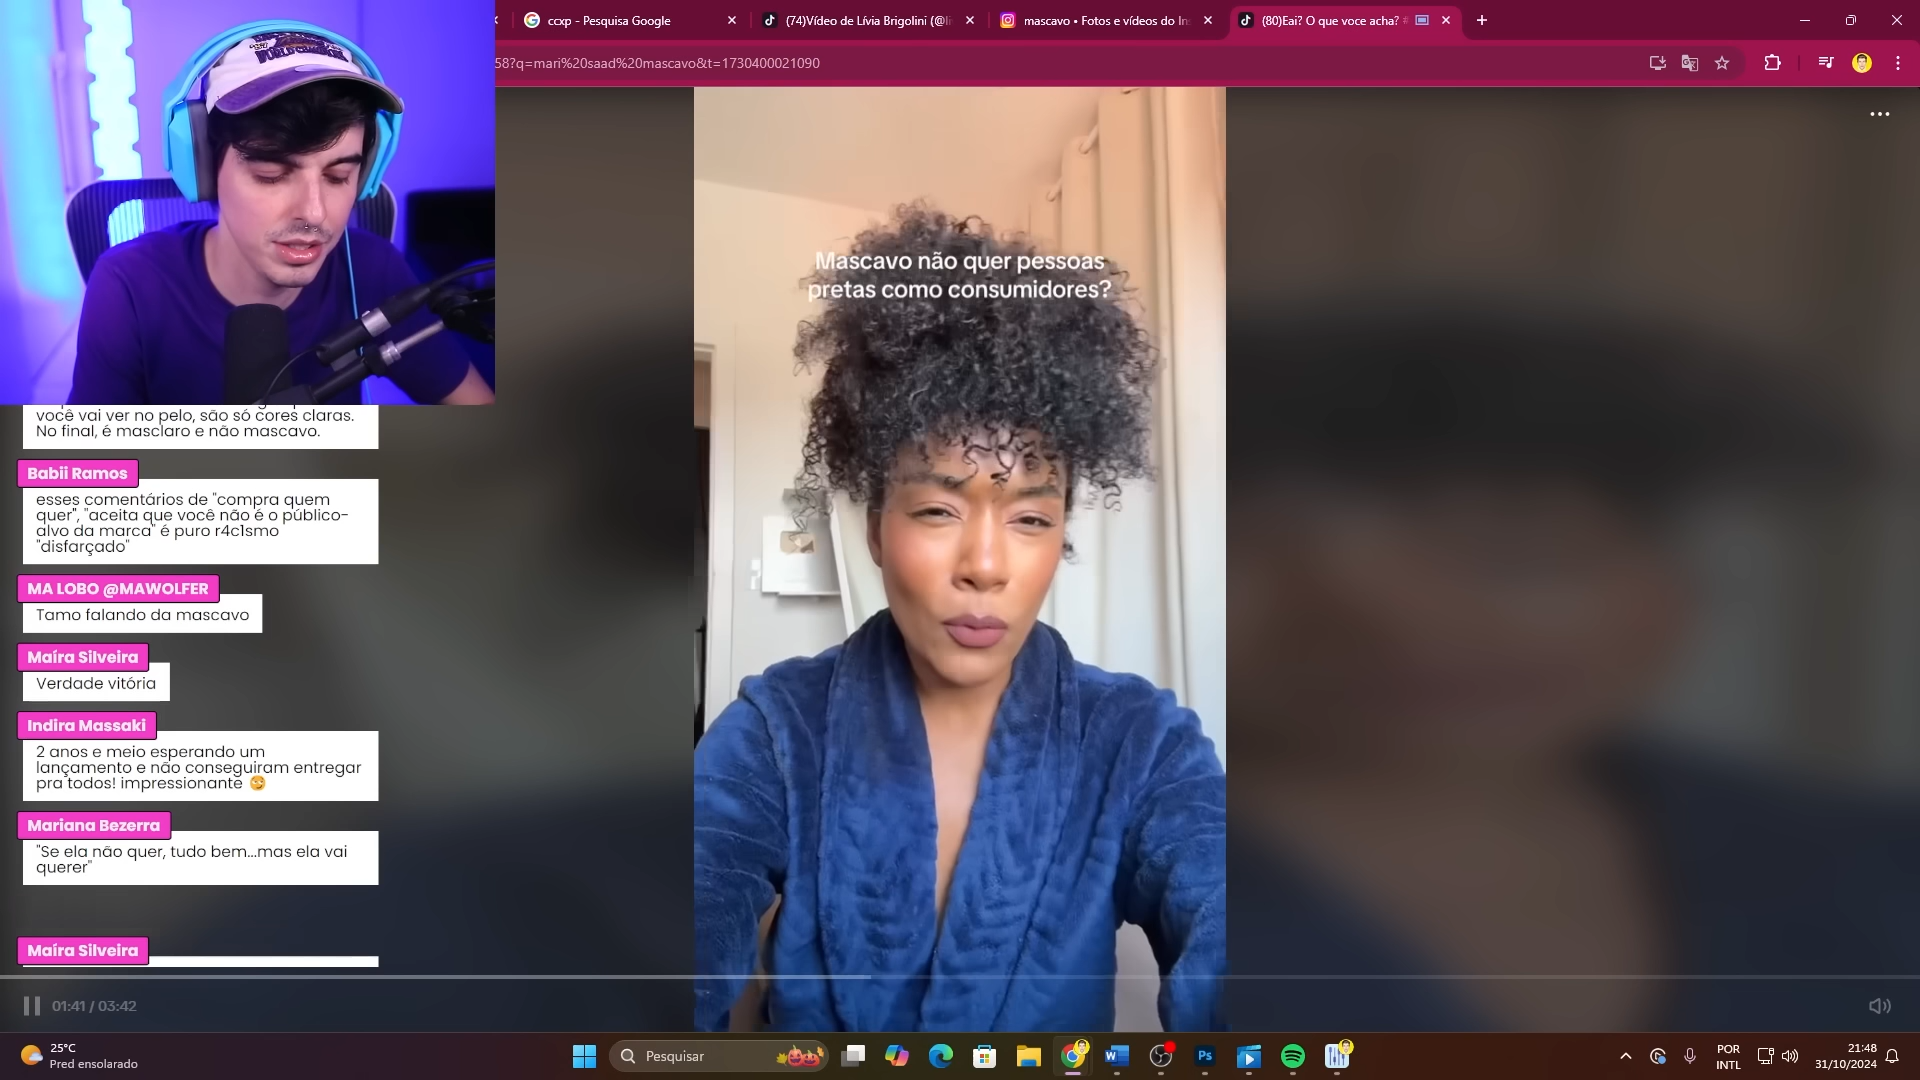 ccxp - Pesquisa Google
(74)Vídeo de Lívia Brigolini (@li
mascavo • Fotos e vídeos do In
(80)Eai? O que voce acha? #
58?q=mari%20saad%20mascavo&t=1730400021090
Mascavo não quer pessoas
pretas como consumidores?
você vai ver no pelo, são só cores claras.
No final, é masclaro e não mascavo.
Babii Ramos
esses comentários de "compra quem
quer", "aceita que você não é o público-
alvo da marca" é puro r4c1smo
"disfarçado"
MA LOBO @MAWOLFER
Tamo falando da mascavo
Maíra Silveira
Verdade vitória
Indira Massaki
2 anos e meio esperando um
lançamento e não conseguiram entregar
pra todos! impressionante 🙄
Mariana Bezerra
"Se ela não quer, tudo bem...mas ela vai
querer"
Maíra Silveira
01:41 / 03:42
25°C
Pred ensolarado
Pesquisar
POR
INTL
21:48
31/10/2024